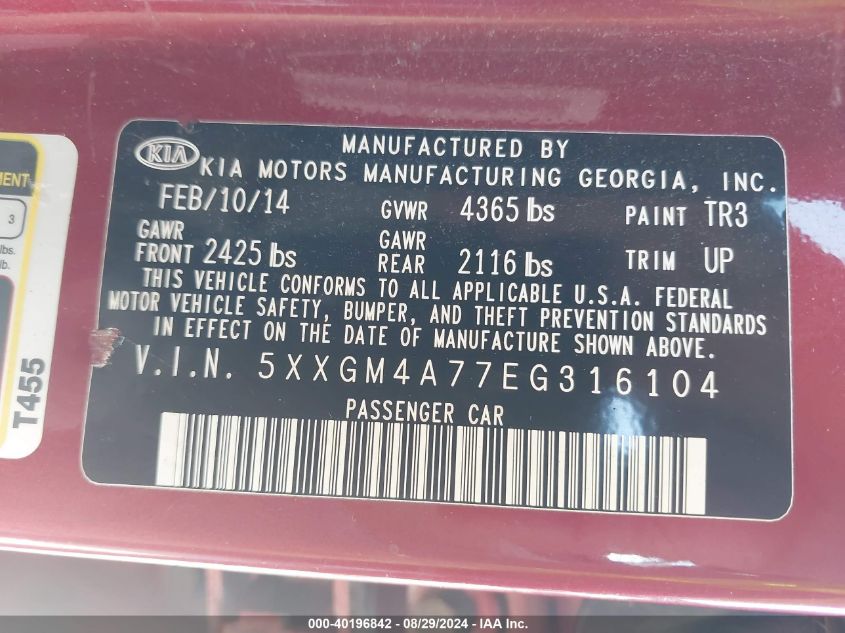 MANUFACTURED BY
KIA KIA MOTORS MANUFACTURING GEORGIA, INC.
FEB/10/14 GVWR 4365 lbs PAINT TR3
GAWR FRONT 2425 lbs GAWR REAR 2116 lbs TRIM UP
THIS VEHICLE CONFORMS TO ALL APPLICABLE U.S.A. FEDERAL
MOTOR VEHICLE SAFETY, BUMPER, AND THEFT PREVENTION STANDARDS
IN EFFECT ON THE DATE OF MANUFACTURE SHOWN ABOVE.
V.I.N. 5XXGM4A77EG316104
PASSENGER CAR
MENT
3
lbs.
lb.
T455
000-40196842 - 08/29/2024 - IAA Inc.